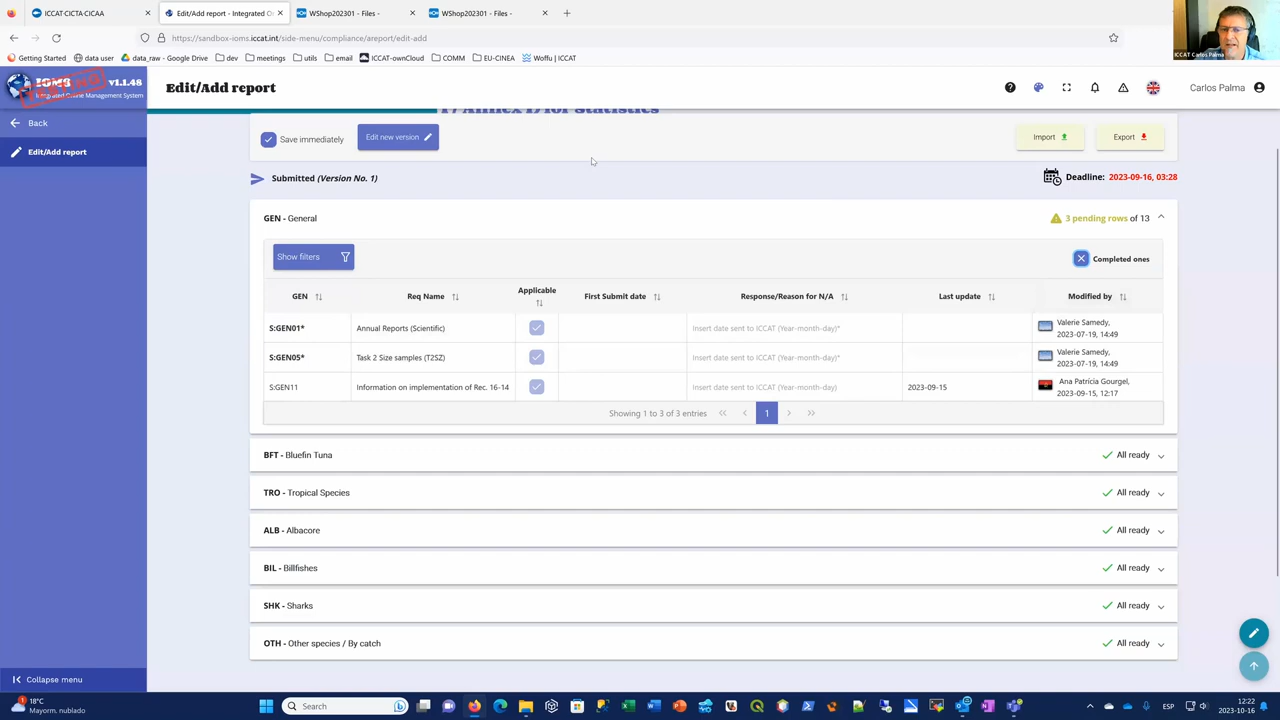 ICCAT·CICTA·CICAA
Edit/Add report - Integrated O
WShop202301 - Files -
WShop202301 - Files -
https://sandbox-ioms.iccat.int/side-menu/compliance/areport/edit-add
Getting Started
data user
data_raw - Google Drive
dev
meetings
utils
email
ICCAT-ownCloud
COMM
EU-CINEA
Woffu | ICCAT
ICCAT Carlos Palma
IOMS
v1.1.48
Integrated Online Management System
Edit/Add report
Carlos Palma
Back
Edit/Add report
Save immediately
Edit new version
Import
Export
Submitted (Version No. 1)
Deadline: 2023-09-16, 03:28
GEN - General
3 pending rows of 13
Show filters
Completed ones
GEN
Req Name
Applicable
First Submit date
Response/Reason for N/A
Last update
Modified by
S:GEN01*
Annual Reports (Scientific)
Insert date sent to ICCAT (Year-month-day)*
Valerie Samedy,
2023-07-19, 14:49
S:GEN05*
Task 2 Size samples (T2SZ)
Insert date sent to ICCAT (Year-month-day)*
Valerie Samedy,
2023-07-19, 14:49
S:GEN11
Information on implementation of Rec. 16-14
Insert date sent to ICCAT (Year-month-day)
2023-09-15
Ana Patrícia Gourgel,
2023-09-15, 12:17
Showing 1 to 3 of 3 entries
1
BFT - Bluefin Tuna
All ready
TRO - Tropical Species
All ready
ALB - Albacore
All ready
BIL - Billfishes
All ready
SHK - Sharks
All ready
OTH - Other species / By catch
All ready
Collapse menu
1
18°C
Mayorm. nublado
Search
12:22
2023-10-16